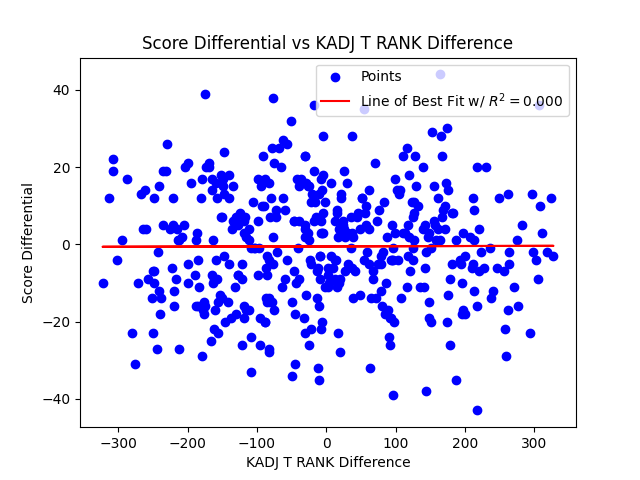 Score Differential vs KADJ T RANK Difference
Points
Line of Best Fit w/ R² = 0.000
40
20
0
−20
−40
Score Differential
−300 −200 −100 0 100 200 300
KADJ T RANK Difference